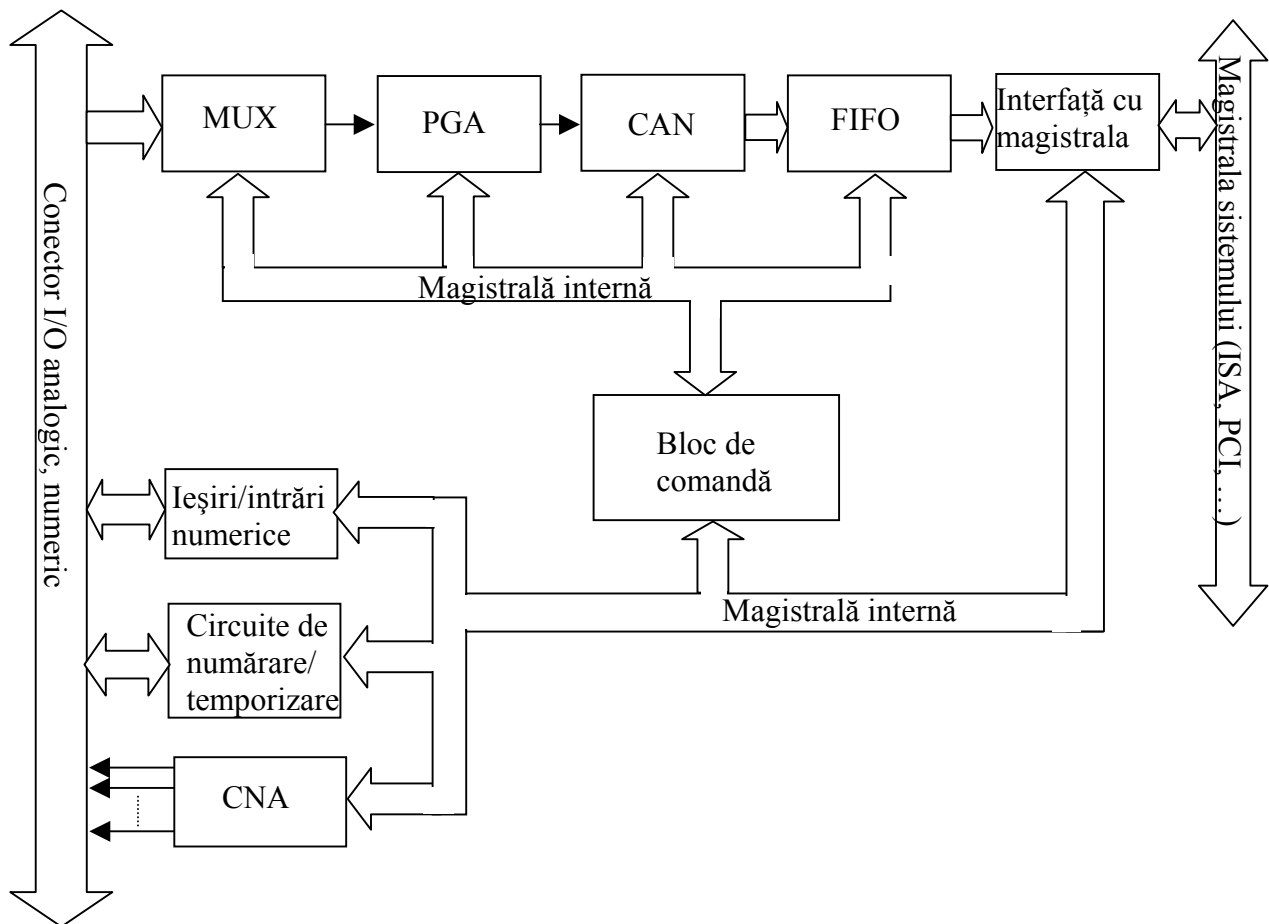 MUX
PGA
CAN
FIFO
Interfață cu
magistrala
Magistrala sistemului (ISA, PCI, ….)
Conector I/O analogic, numeric
Magistrală internă
Bloc de
comandă
Ieşiri/intrări
numerice
Magistrală internă
Circuite de
numărare/
temporizare
CNA